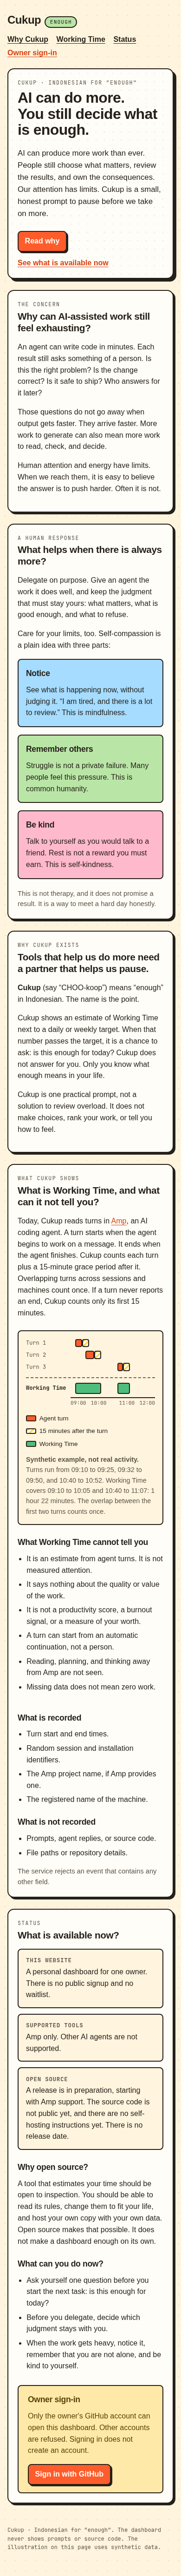 Cukup ENOUGH
Why Cukup Working Time Status
Owner sign-in
CUKUP · INDONESIAN FOR "ENOUGH"
AI can do more.
You still decide what
is enough.
AI can produce more work than ever.
People still choose what matters, review
the results, and own the consequences.
Our attention has limits. Cukup is a small,
honest prompt to pause before we take
on more.
Read why
See what is available now
THE CONCERN
Why can AI-assisted work still
feel exhausting?
An agent can write code in minutes. Each
result still asks something of a person. Is
this the right problem? Is the change
correct? Is it safe to ship? Who answers for
it later?
Those questions do not go away when
output gets faster. They arrive faster. More
work to generate can also mean more work
to read, check, and decide.
Human attention and energy have limits.
When we reach them, it is easy to believe
the answer is to push harder. Often it is not.
A HUMAN RESPONSE
What helps when there is always
more?
Delegate on purpose. Give an agent the
work it does well, and keep the judgment
that must stay yours: what matters, what is
good enough, and what to refuse.
Care for your limits, too. Self-compassion is
a plain idea with three parts:
Notice
See what is happening now, without
judging it. “I am tired, and there is a lot
to review.” This is mindfulness.
Remember others
Struggle is not a private failure. Many
people feel this pressure. This is
common humanity.
Be kind
Talk to yourself as you would talk to a
friend. Rest is not a reward you must
earn. This is self-kindness.
This is not therapy, and it does not promise a
result. It is a way to meet a hard day honestly.
WHY CUKUP EXISTS
Tools that help us do more need
a partner that helps us pause.
Cukup (say “CHOO-koop”) means “enough”
in Indonesian. The name is the point.
Cukup shows an estimate of Working Time
next to a daily or weekly target. When that
number passes the target, it is a chance to
ask: is this enough for today? Cukup does
not answer for you. Only you know what
enough means in your life.
Cukup is one practical prompt, not a
solution to review overload. It does not
make choices, rank your work, or tell you
how to feel.
WHAT CUKUP SHOWS
What is Working Time, and what
can it not tell you?
Today, Cukup reads turns in Amp, an AI
coding agent. A turn starts when the agent
begins to work on a message. It ends when
the agent finishes. Cukup counts each turn
plus a 15-minute grace period after it.
Overlapping turns across sessions and
machines count once. If a turn never reports
an end, Cukup counts only its first 15
minutes.
Turn 1
Turn 2
Turn 3
Working Time
09:00 10:00 11:00 12:00
Agent turn
15 minutes after the turn
Working Time
Synthetic example, not real activity.
Turns run from 09:10 to 09:25, 09:32 to
09:50, and 10:40 to 10:52. Working Time
covers 09:10 to 10:05 and 10:40 to 11:07: 1
hour 22 minutes. The overlap between the
first two turns counts once.
What Working Time cannot tell you
It is an estimate from agent turns. It is not
measured attention.
It says nothing about the quality or value
of the work.
It is not a productivity score, a burnout
signal, or a measure of your worth.
A turn can start from an automatic
continuation, not a person.
Reading, planning, and thinking away
from Amp are not seen.
Missing data does not mean zero work.
What is recorded
Turn start and end times.
Random session and installation
identifiers.
The Amp project name, if Amp provides
one.
The registered name of the machine.
What is not recorded
Prompts, agent replies, or source code.
File paths or repository details.
The service rejects an event that contains any
other field.
STATUS
What is available now?
THIS WEBSITE
A personal dashboard for one owner.
There is no public signup and no
waitlist.
SUPPORTED TOOLS
Amp only. Other AI agents are not
supported.
OPEN SOURCE
A release is in preparation, starting
with Amp support. The source code is
not public yet, and there are no self-
hosting instructions yet. There is no
release date.
Why open source?
A tool that estimates your time should be
open to inspection. You should be able to
read its rules, change them to fit your life,
and host your own copy with your own data.
Open source makes that possible. It does
not make a dashboard enough on its own.
What can you do now?
Ask yourself one question before you
start the next task: is this enough for
today?
Before you delegate, decide which
judgment stays with you.
When the work gets heavy, notice it,
remember that you are not alone, and be
kind to yourself.
Owner sign-in
Only the owner's GitHub account can
open this dashboard. Other accounts
are refused. Signing in does not
create an account.
Sign in with GitHub
Cukup · Indonesian for "enough". The dashboard
never shows prompts or source code. The
illustration on this page uses synthetic data.